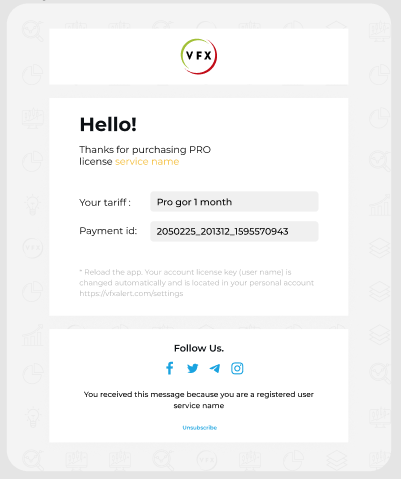 VFX
Hello!
Thanks for purchasing PRO
license service name
Your tariff :
Pro gor 1 month
Payment id:
2050225_201312_1595570943
* Reload the app. Your account license key (user name) is
changed automatically and is located in your personal account
https://vfxalert.com/settings
Follow Us.
You received this message because you are a registered user
service name
Unsubscribe